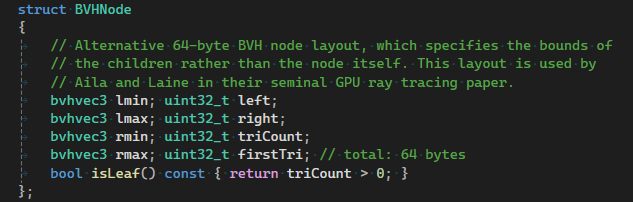 struct BVHNode
{
// Alternative 64-byte BVH node layout, which specifies the bounds of
// the children rather than the node itself. This layout is used by
// Aila and Laine in their seminal GPU ray tracing paper.
bvhvec3 lmin; uint32_t left;
bvhvec3 lmax; uint32_t right;
bvhvec3 rmin; uint32_t triCount;
bvhvec3 rmax; uint32_t firstTri; // total: 64 bytes
bool isLeaf() const { return triCount > 0; }
};